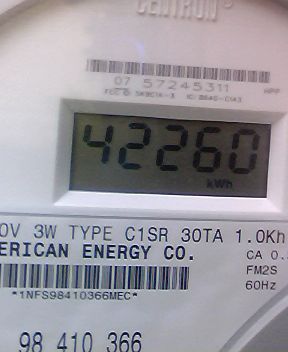 CENTRON®
07 57245311
42260
kWh
0V 3W TYPE C1SR 30TA 1.0Kh
ERICAN ENERGY CO.
CA 0.
FM2S
60Hz
*1NFS98410366MEC*
98 410 366